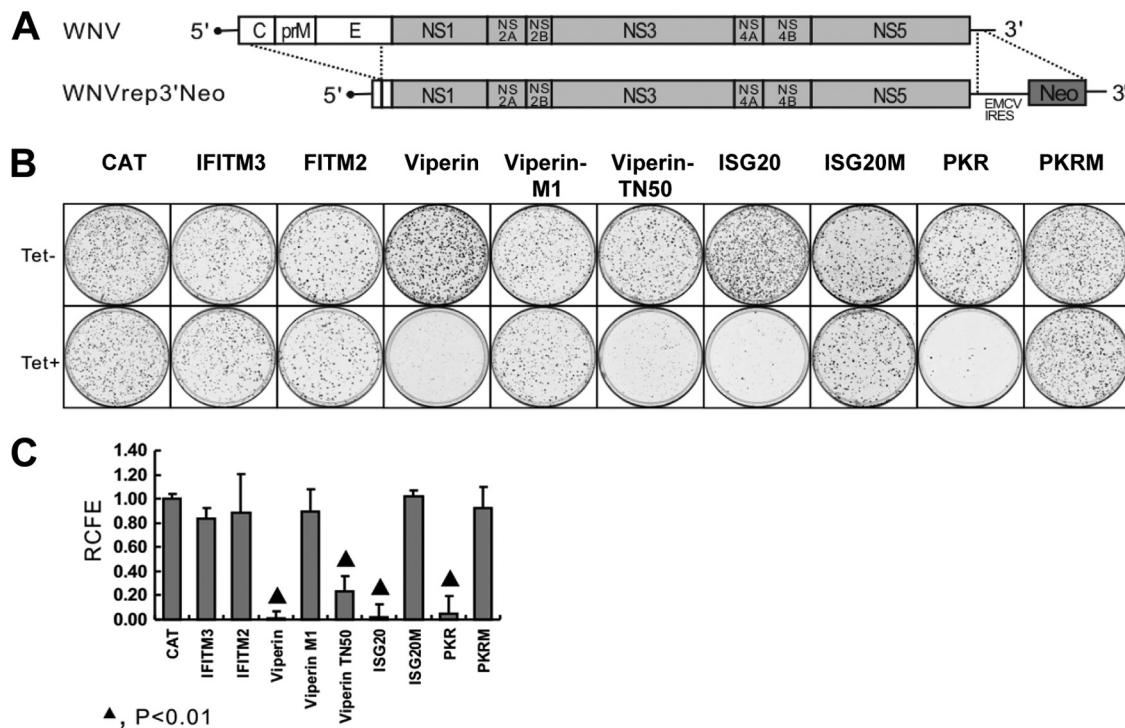 A
WNV 5' C prM E NS1 NS 2A NS 2B NS3 NS 4A NS 4B NS5 3'
WNVrep3'Neo 5' NS1 NS 2A NS 2B NS3 NS 4A NS 4B NS5 EMCV IRES Neo 3'
B
CAT IFITM3 FITM2 Viperin Viperin-M1 Viperin-TN50 ISG20 ISG20M PKR PKRM
Tet-
Tet+
C
RCFE
1.40
1.20
1.00
0.80
0.60
0.40
0.20
0.00
CAT IFITM3 IFITM2 Viperin Viperin M1 Viperin TN50 ISG20 ISG20M PKR PKRM
▲, P<0.01